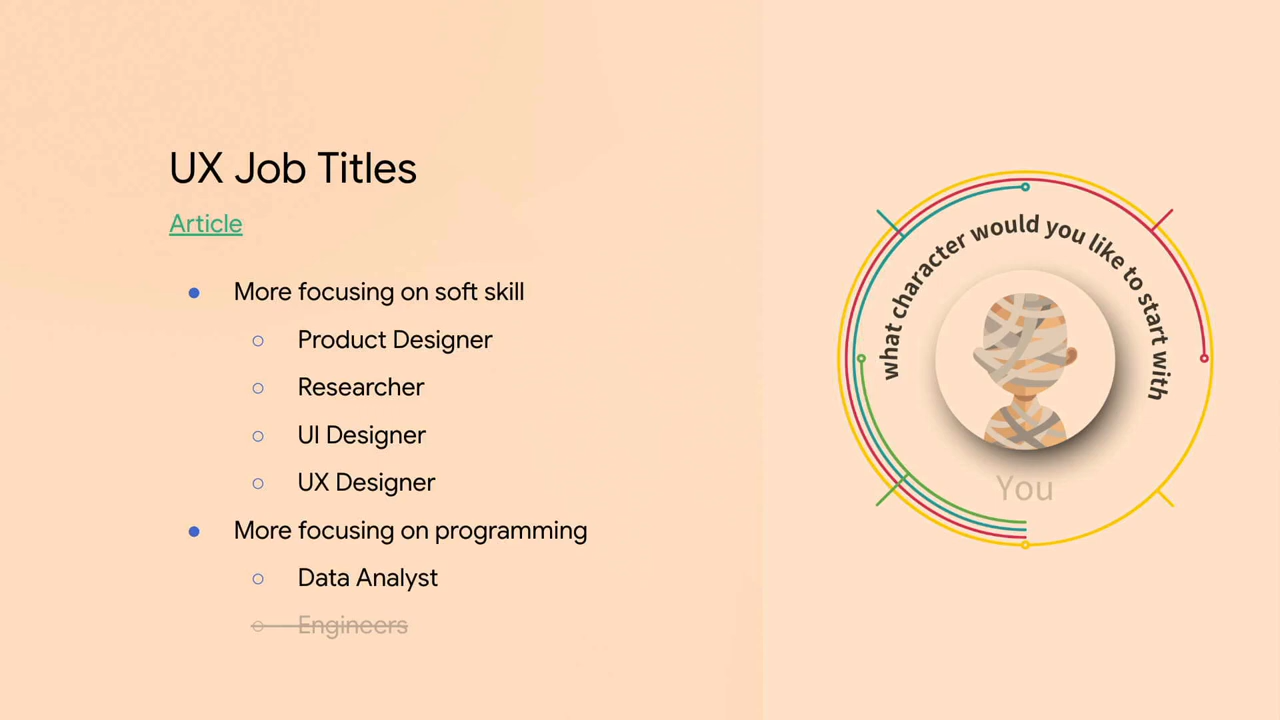 UX Job Titles
Article
More focusing on soft skill
Product Designer
Researcher
UI Designer
UX Designer
More focusing on programming
Data Analyst
Engineers
what character would you like to start with
You